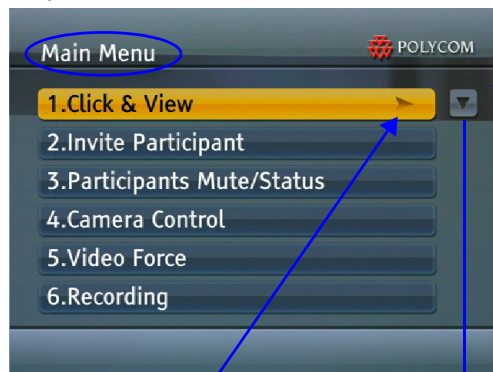 Main Menu
POLYCOM
1.Click & View
2.Invite Participant
3.Participants Mute/Status
4.Camera Control
5.Video Force
6.Recording